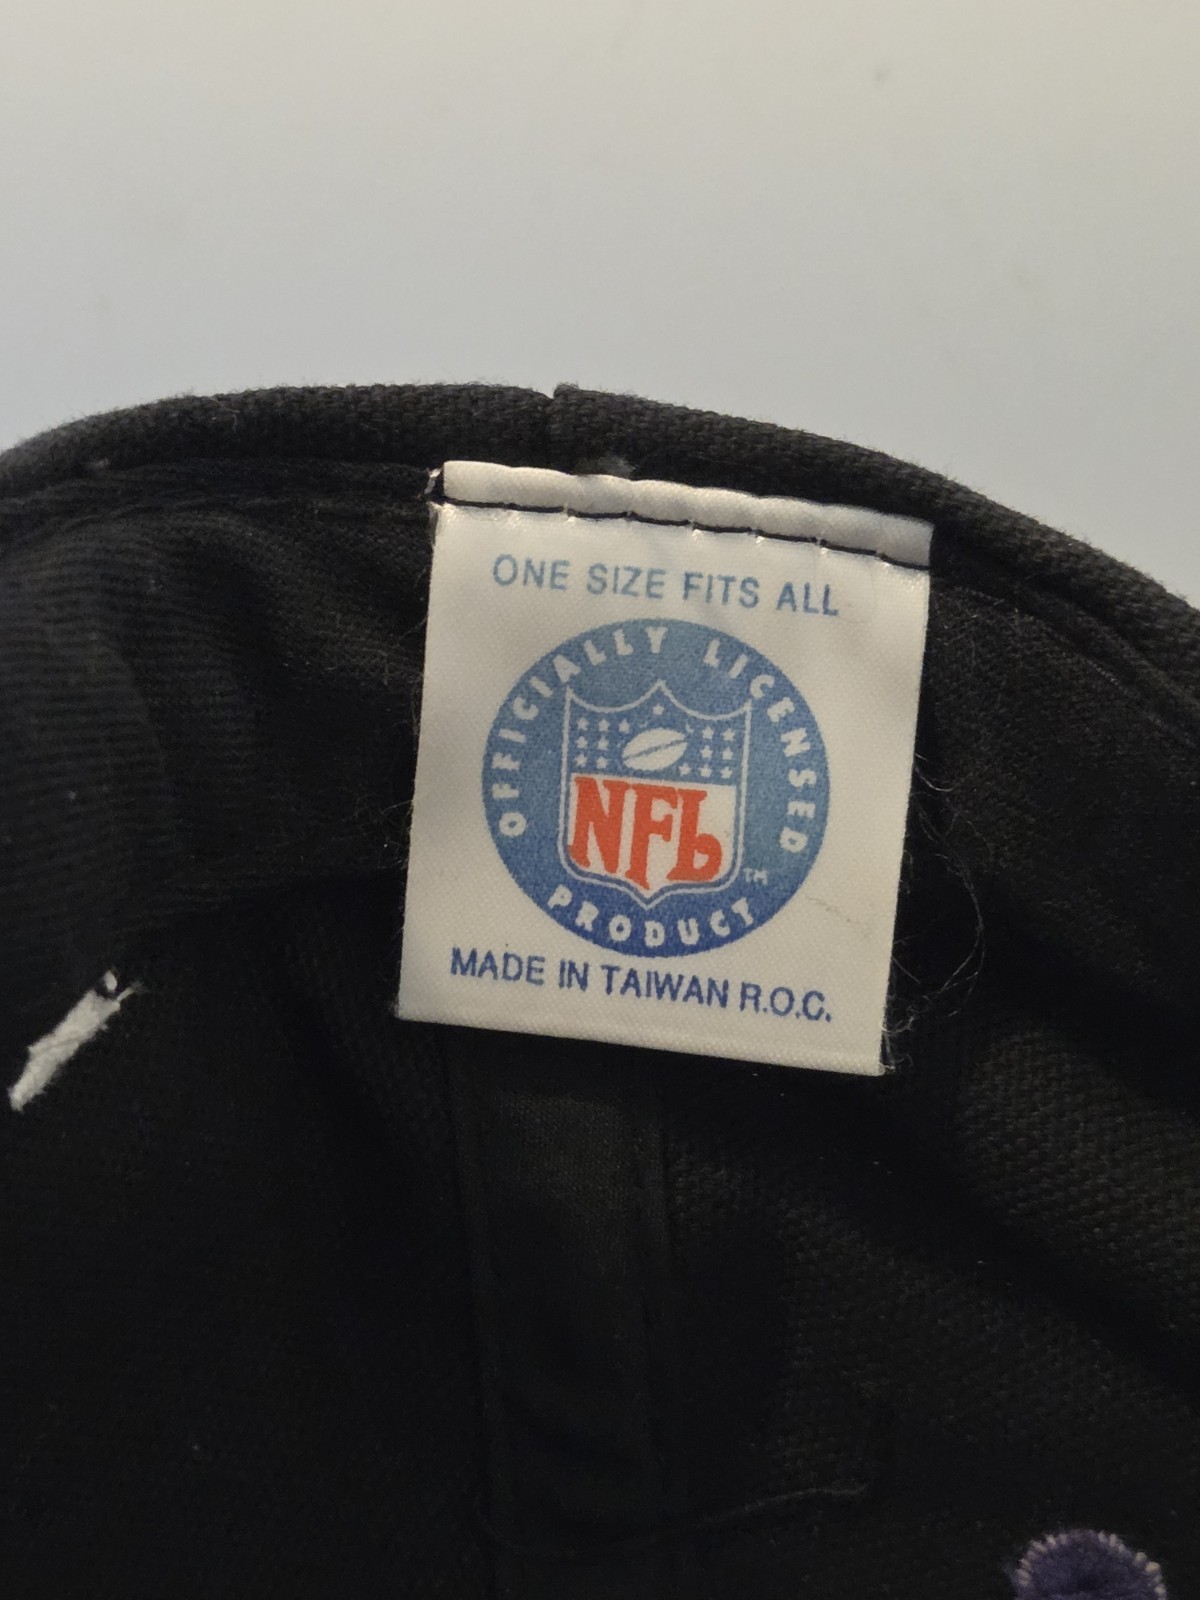 ONE SIZE FITS ALL
OFFICIALLY LICENSED
NFL TM
PRODUCT
MADE IN TAIWAN R.O.C.